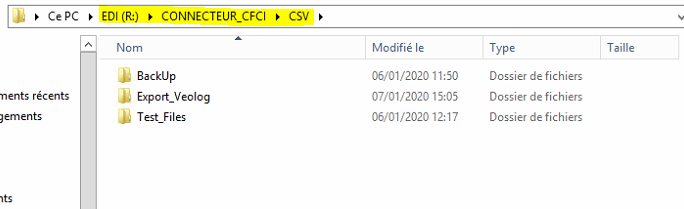 Ce PC EDI (R:) CONNECTEUR_CFCI CSV
Nom Modifié le Type Taille
BackUp 06/01/2020 11:50 Dossier de fichiers
ments récents Export_Veolog 07/01/2020 15:05 Dossier de fichiers
gements Test_Files 06/01/2020 12:17 Dossier de fichiers
nts